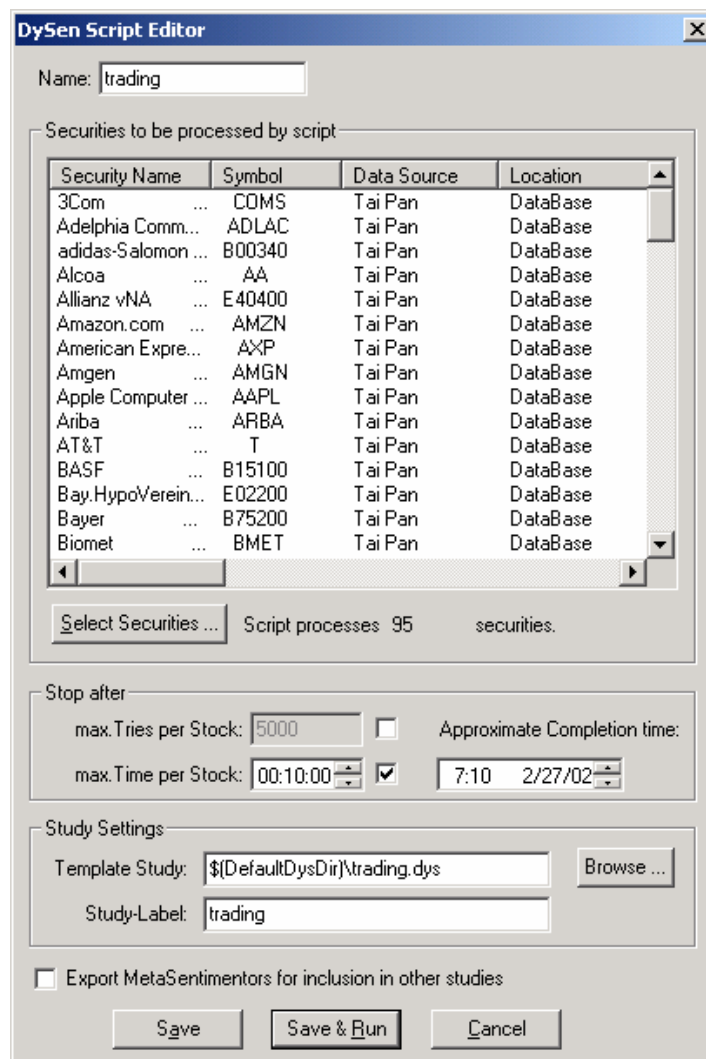 DySen Script Editor
Name: trading
Securities to be processed by script
Security Name Symbol Data Source Location
3Com ... COMS Tai Pan DataBase
Adelphia Comm... ADLAC Tai Pan DataBase
adidas-Salomon ... B00340 Tai Pan DataBase
Alcoa ... AA Tai Pan DataBase
Allianz vNA ... E40400 Tai Pan DataBase
Amazon.com ... AMZN Tai Pan DataBase
American Expre... AXP Tai Pan DataBase
Amgen ... AMGN Tai Pan DataBase
Apple Computer ... AAPL Tai Pan DataBase
Ariba ... ARBA Tai Pan DataBase
AT&T ... T Tai Pan DataBase
BASF ... B15100 Tai Pan DataBase
Bay.HypoVerein... E02200 Tai Pan DataBase
Bayer ... B75200 Tai Pan DataBase
Biomet ... BMET Tai Pan DataBase
Select Securities ... Script processes 95 securities.
Stop after
max.Tries per Stock: 5000 Approximate Completion time:
max.Time per Stock: 00:10:00 7:10 2/27/02
Study Settings
Template Study: $(DefaultDysDir)\trading.dys Browse ...
Study-Label: trading
Export MetaSentimentors for inclusion in other studies
Save Save & Run Cancel